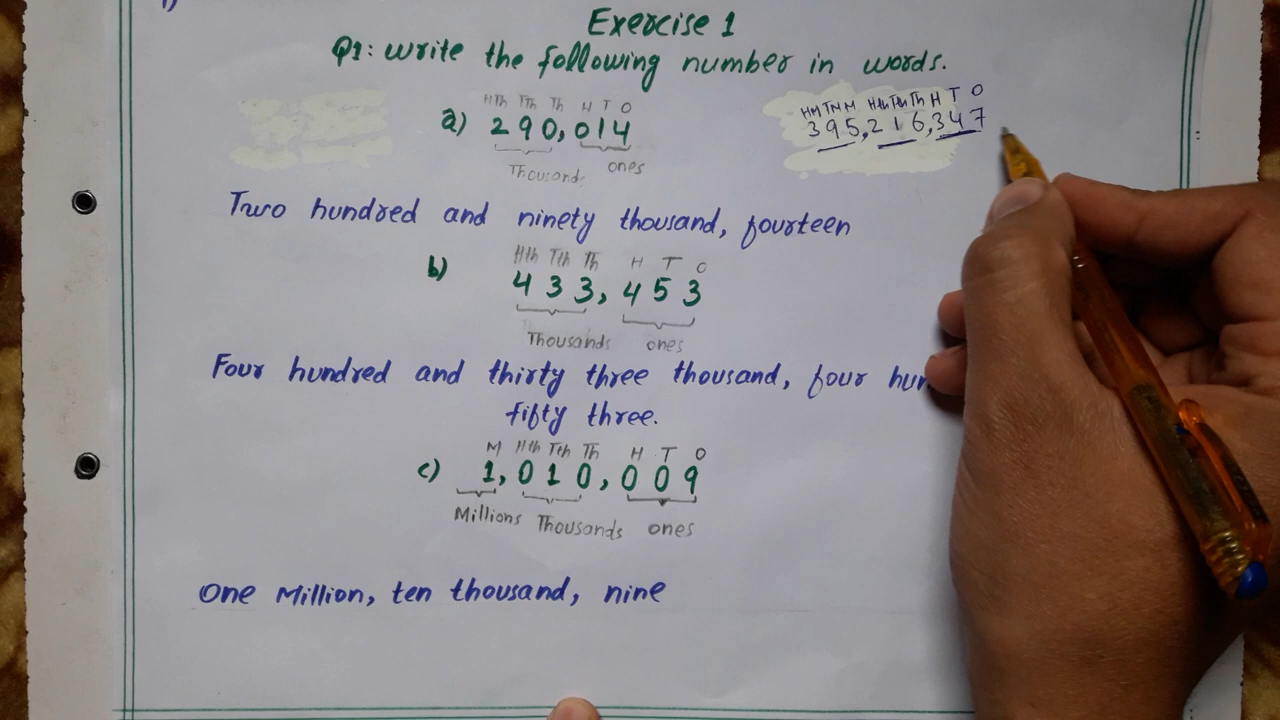 Exercise 1
Q1: Write the following number in words.
HTh TTh Th H T O
a) 290,014
Thousands ones
HM TM M Hth Tth Th H T O
395,216,347
Two hundred and ninety thousand, fourteen
Hth Tth Th H T O
b) 433,453
Thousands ones
Four hundred and thirty three thousand, four hun
fifty three.
M Hth Tth Th H T O
c) 1,010,009
Millions Thousands ones
One Million, ten thousand, nine